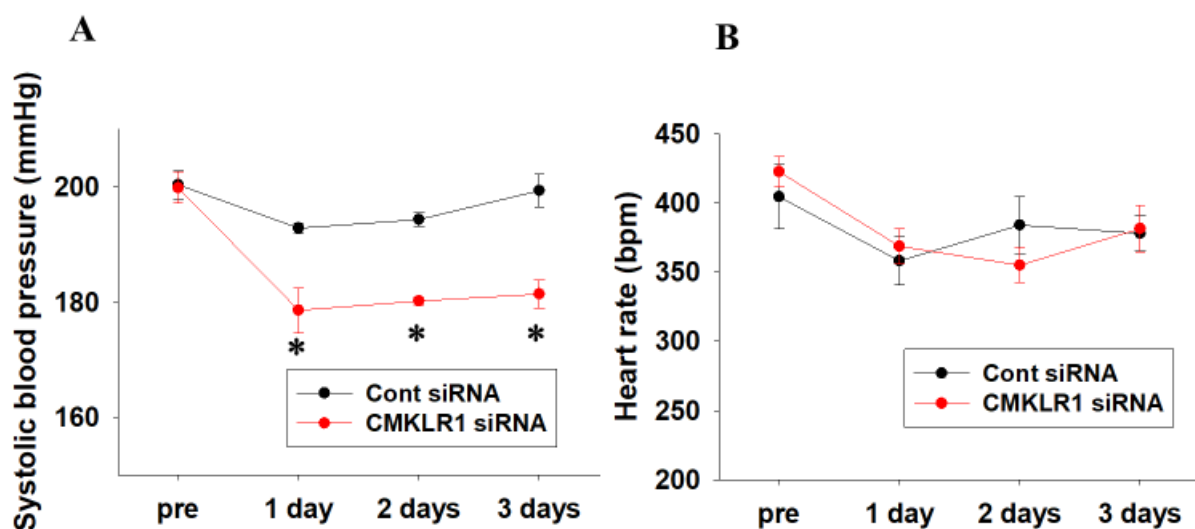 A
Systolic blood pressure (mmHg)
200
180
160
*
*
*
Cont siRNA
CMKLR1 siRNA
pre
1 day
2 days
3 days
B
Heart rate (bpm)
450
400
350
300
250
200
Cont siRNA
CMKLR1 siRNA
pre
1 day
2 days
3 days